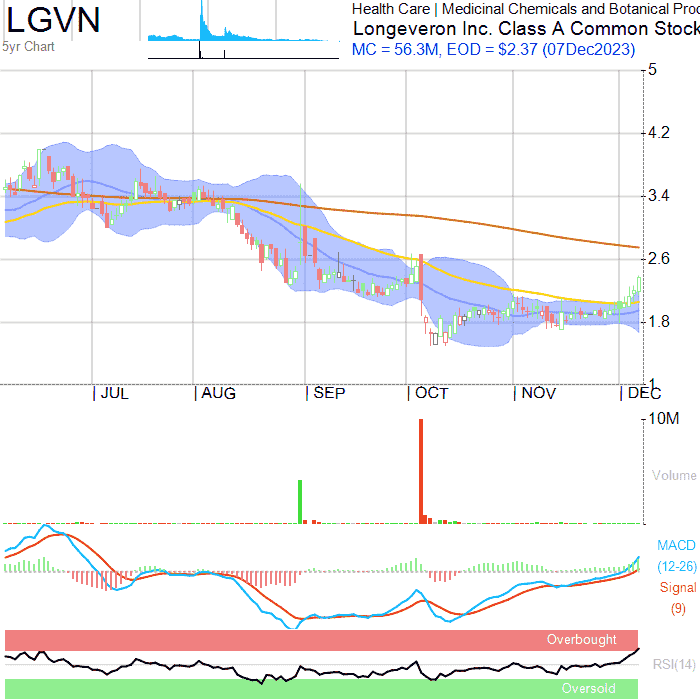 LGVN
5yr Chart
Health Care | Medicinal Chemicals and Botanical Proc
Longeveron Inc. Class A Common Stock
MC = 56.3M, EOD = $2.37 (07Dec2023)
5
4.2
3.4
2.6
1.8
1
JUL AUG SEP OCT NOV DEC
10M
Volume
MACD
(12-26)
Signal
(9)
Overbought
RSI(14)
Oversold